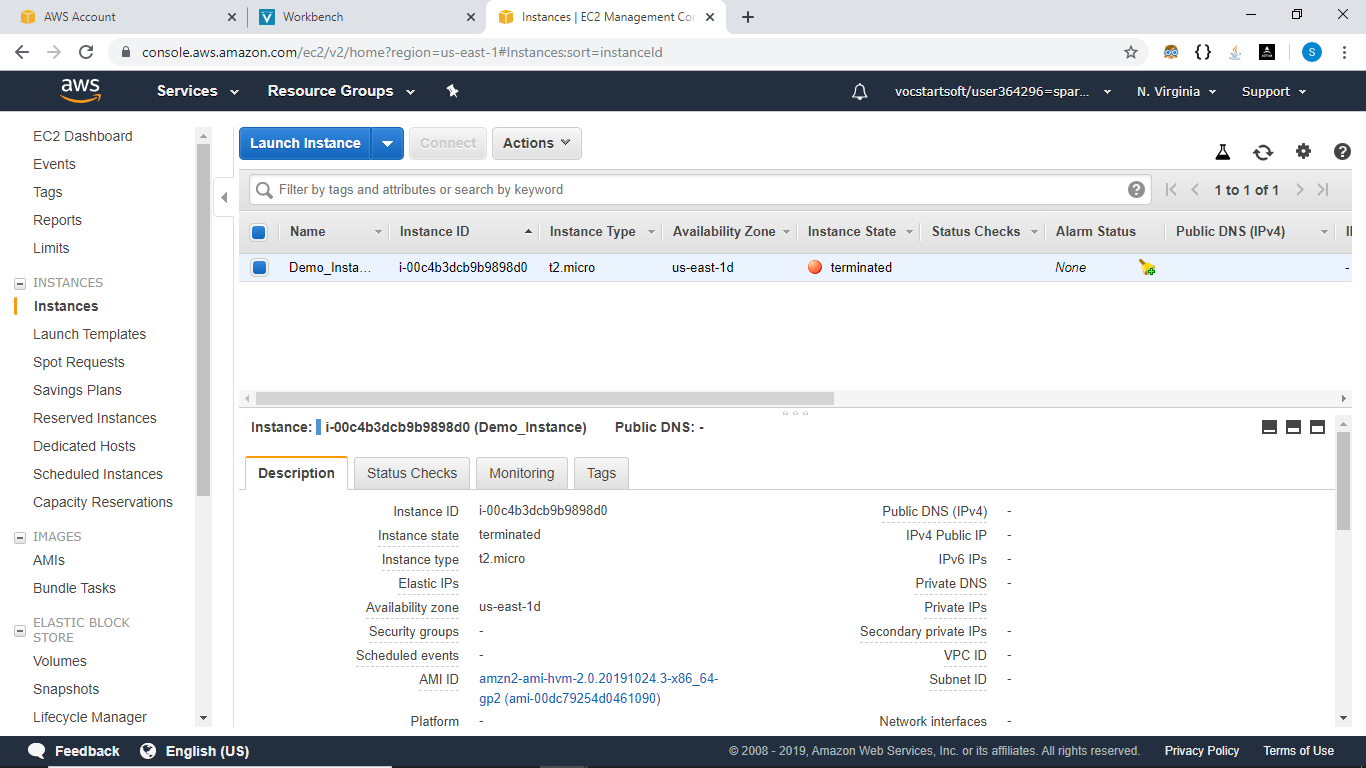 AWS Account
Workbench
Instances | EC2 Management Cor
console.aws.amazon.com/ec2/v2/home?region=us-east-1#Instances:sort=instanceId
S
aws
Services
Resource Groups
vocstartsoft/user364296=spar...
N. Virginia
Support
EC2 Dashboard
Events
Tags
Reports
Limits
INSTANCES
Instances
Launch Templates
Spot Requests
Savings Plans
Reserved Instances
Dedicated Hosts
Scheduled Instances
Capacity Reservations
IMAGES
AMIs
Bundle Tasks
ELASTIC BLOCK
STORE
Volumes
Snapshots
Lifecycle Manager
Launch Instance
Connect
Actions
Filter by tags and attributes or search by keyword
1 to 1 of 1
Name Instance ID Instance Type Availability Zone Instance State Status Checks Alarm Status Public DNS (IPv4)
Demo_Insta... i-00c4b3dcb9b9898d0 t2.micro us-east-1d terminated None -
Instance: i-00c4b3dcb9b9898d0 (Demo_Instance) Public DNS: -
Description Status Checks Monitoring Tags
Instance ID i-00c4b3dcb9b9898d0
Instance state terminated
Instance type t2.micro
Elastic IPs
Availability zone us-east-1d
Security groups -
Scheduled events -
AMI ID amzn2-ami-hvm-2.0.20191024.3-x86_64-
gp2 (ami-00dc79254d0461090)
Platform -
Public DNS (IPv4) -
IPv4 Public IP -
IPv6 IPs -
Private DNS -
Private IPs
Secondary private IPs -
VPC ID -
Subnet ID -
Network interfaces -
Feedback
English (US)
© 2008 - 2019, Amazon Web Services, Inc. or its affiliates. All rights reserved.
Privacy Policy
Terms of Use